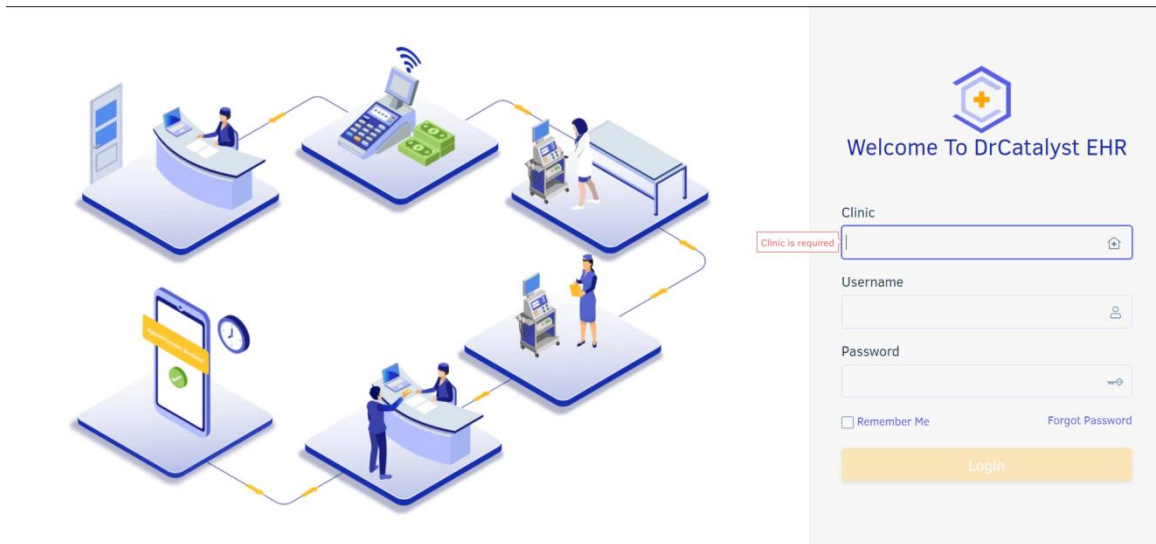 Welcome To DrCatalyst EHR
Clinic
Clinic is required
Username
Password
Remember Me
Forgot Password
Login